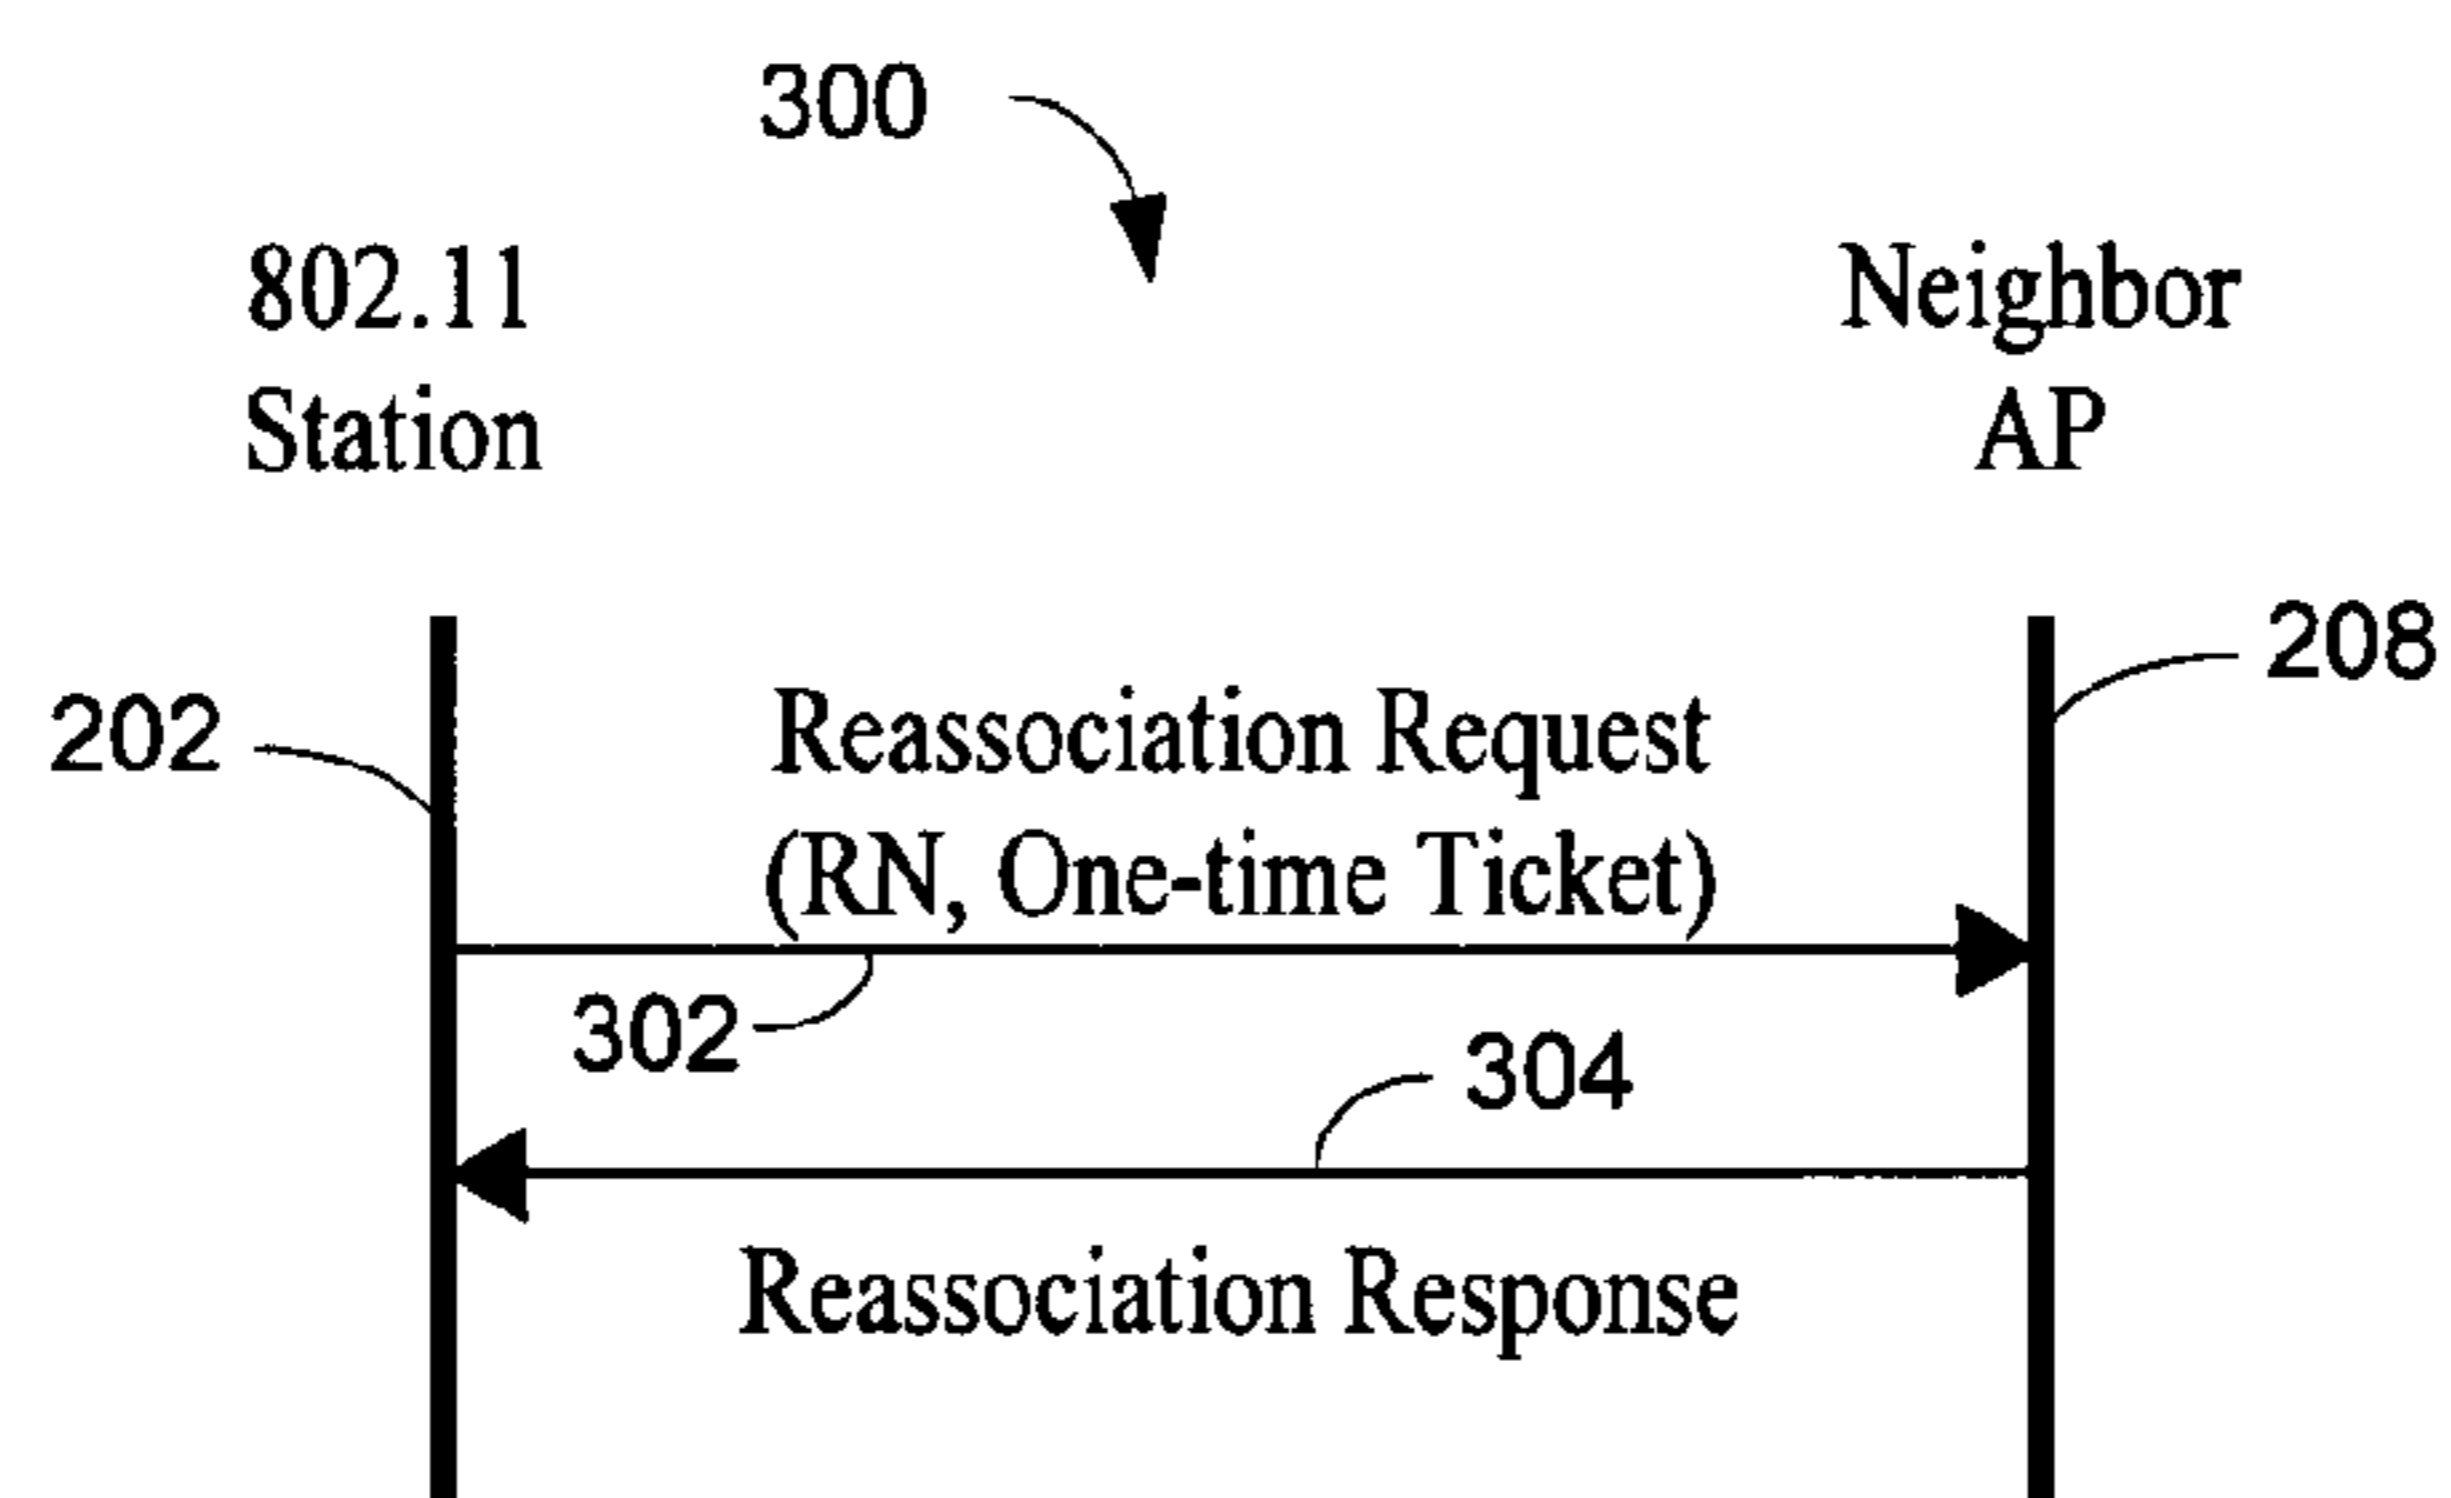 300
802.11
Station
Neighbor
AP
202
208
Reassociation Request
(RN, One-time Ticket)
302
304
Reassociation Response